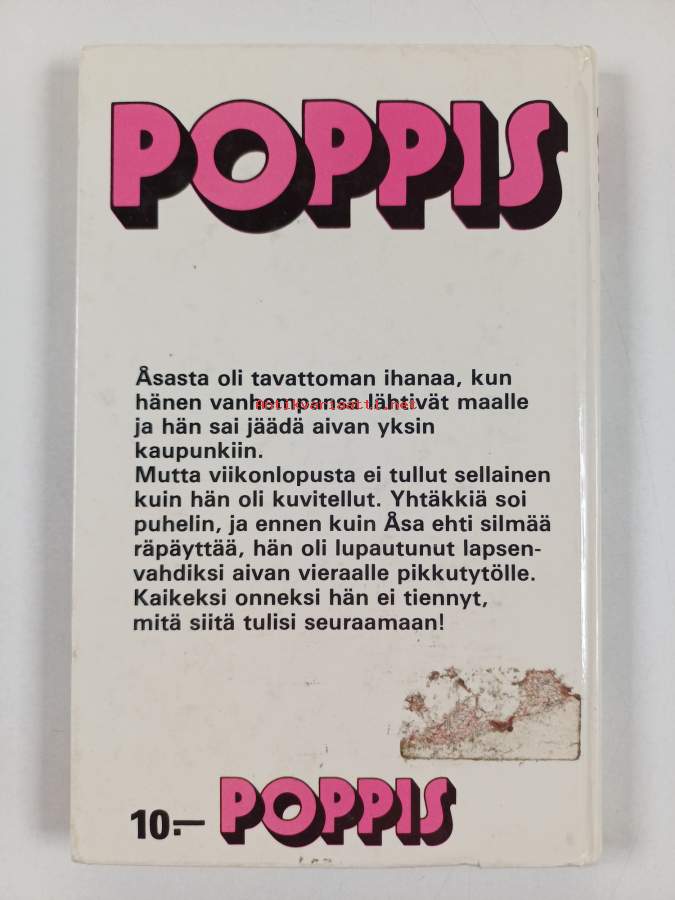 POPPIS
Åsasta oli tavattoman ihanaa, kun
hänen vanhempansa lähtivät maalle
Antikvariaatti.net
ja hän sai jäädä aivan yksin
kaupunkiin.
Mutta viikonlopusta ei tullut sellainen
kuin hän oli kuvitellut. Yhtäkkiä soi
puhelin, ja ennen kuin Åsa ehti silmää
räpäyttää, hän oli lupautunut lapsen-
vahdiksi aivan vieraalle pikkutytölle.
Kaikeksi onneksi hän ei tiennyt,
mitä siitä tulisi seuraamaan!
10:— POPPIS